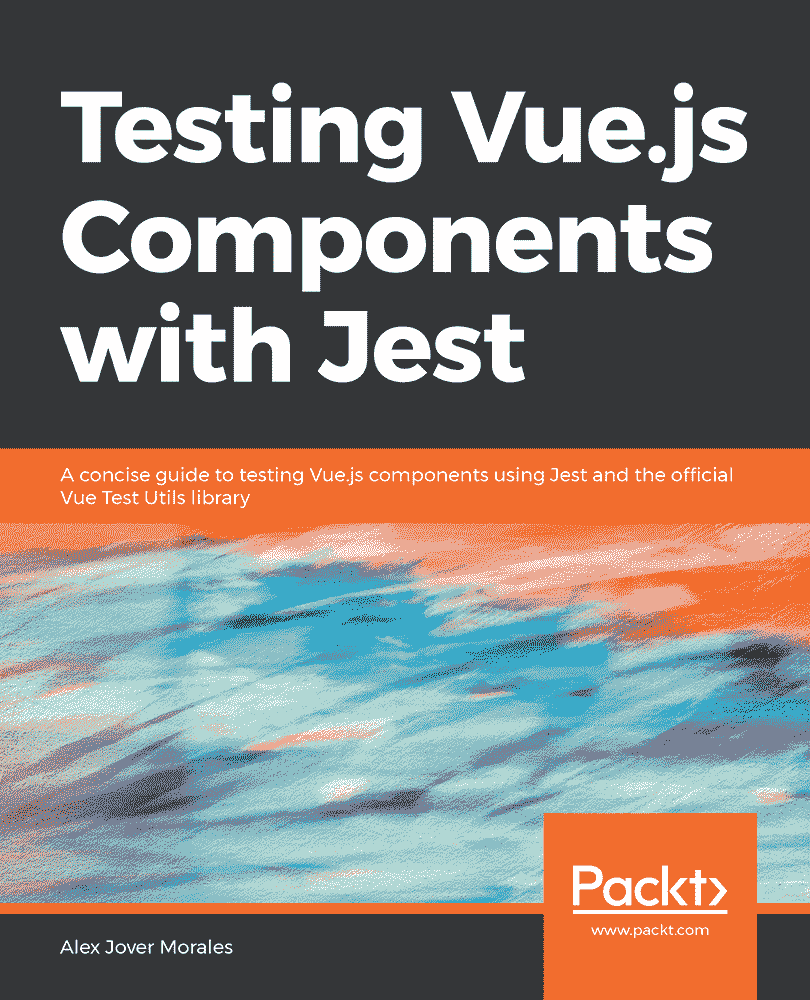 Testing Vue.js
Components
with Jest
A concise guide to testing Vue.js components using Jest and the official
Vue Test Utils library
Packt>
www.packt.com
Alex Jover Morales